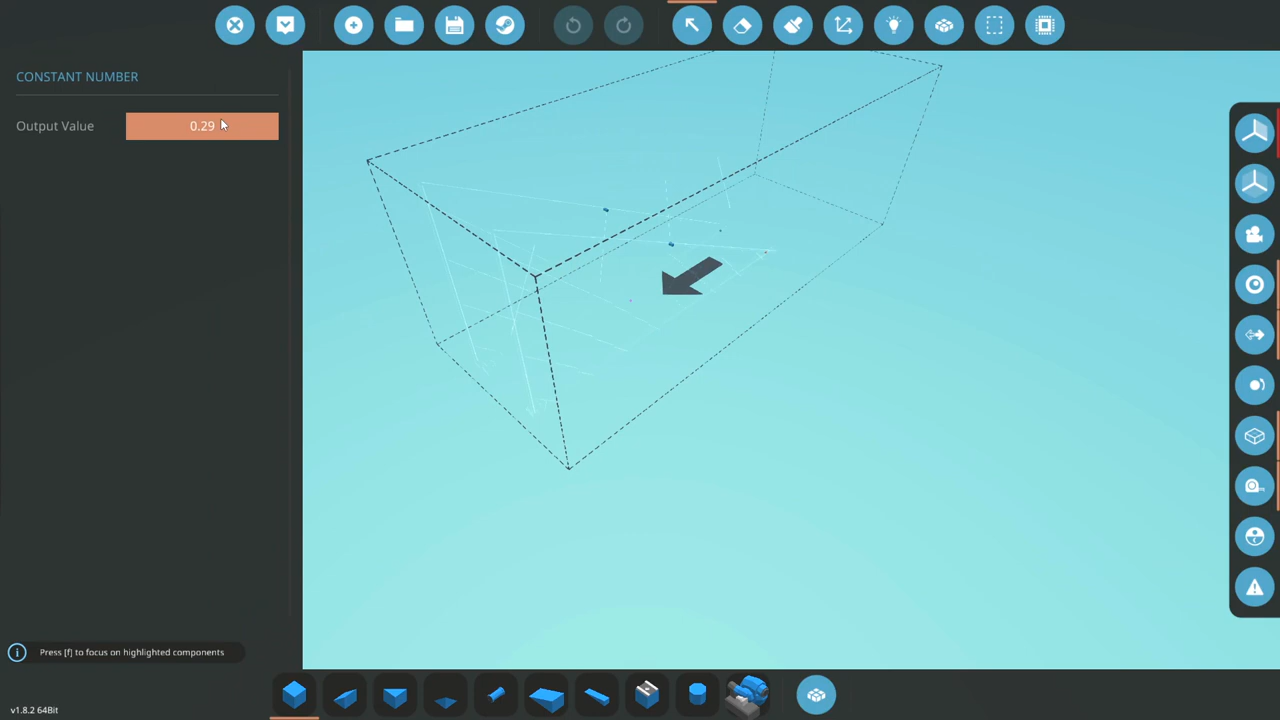 CONSTANT NUMBER
Output Value 0.29
Press [f] to focus on highlighted components
v1.8.2 64Bit